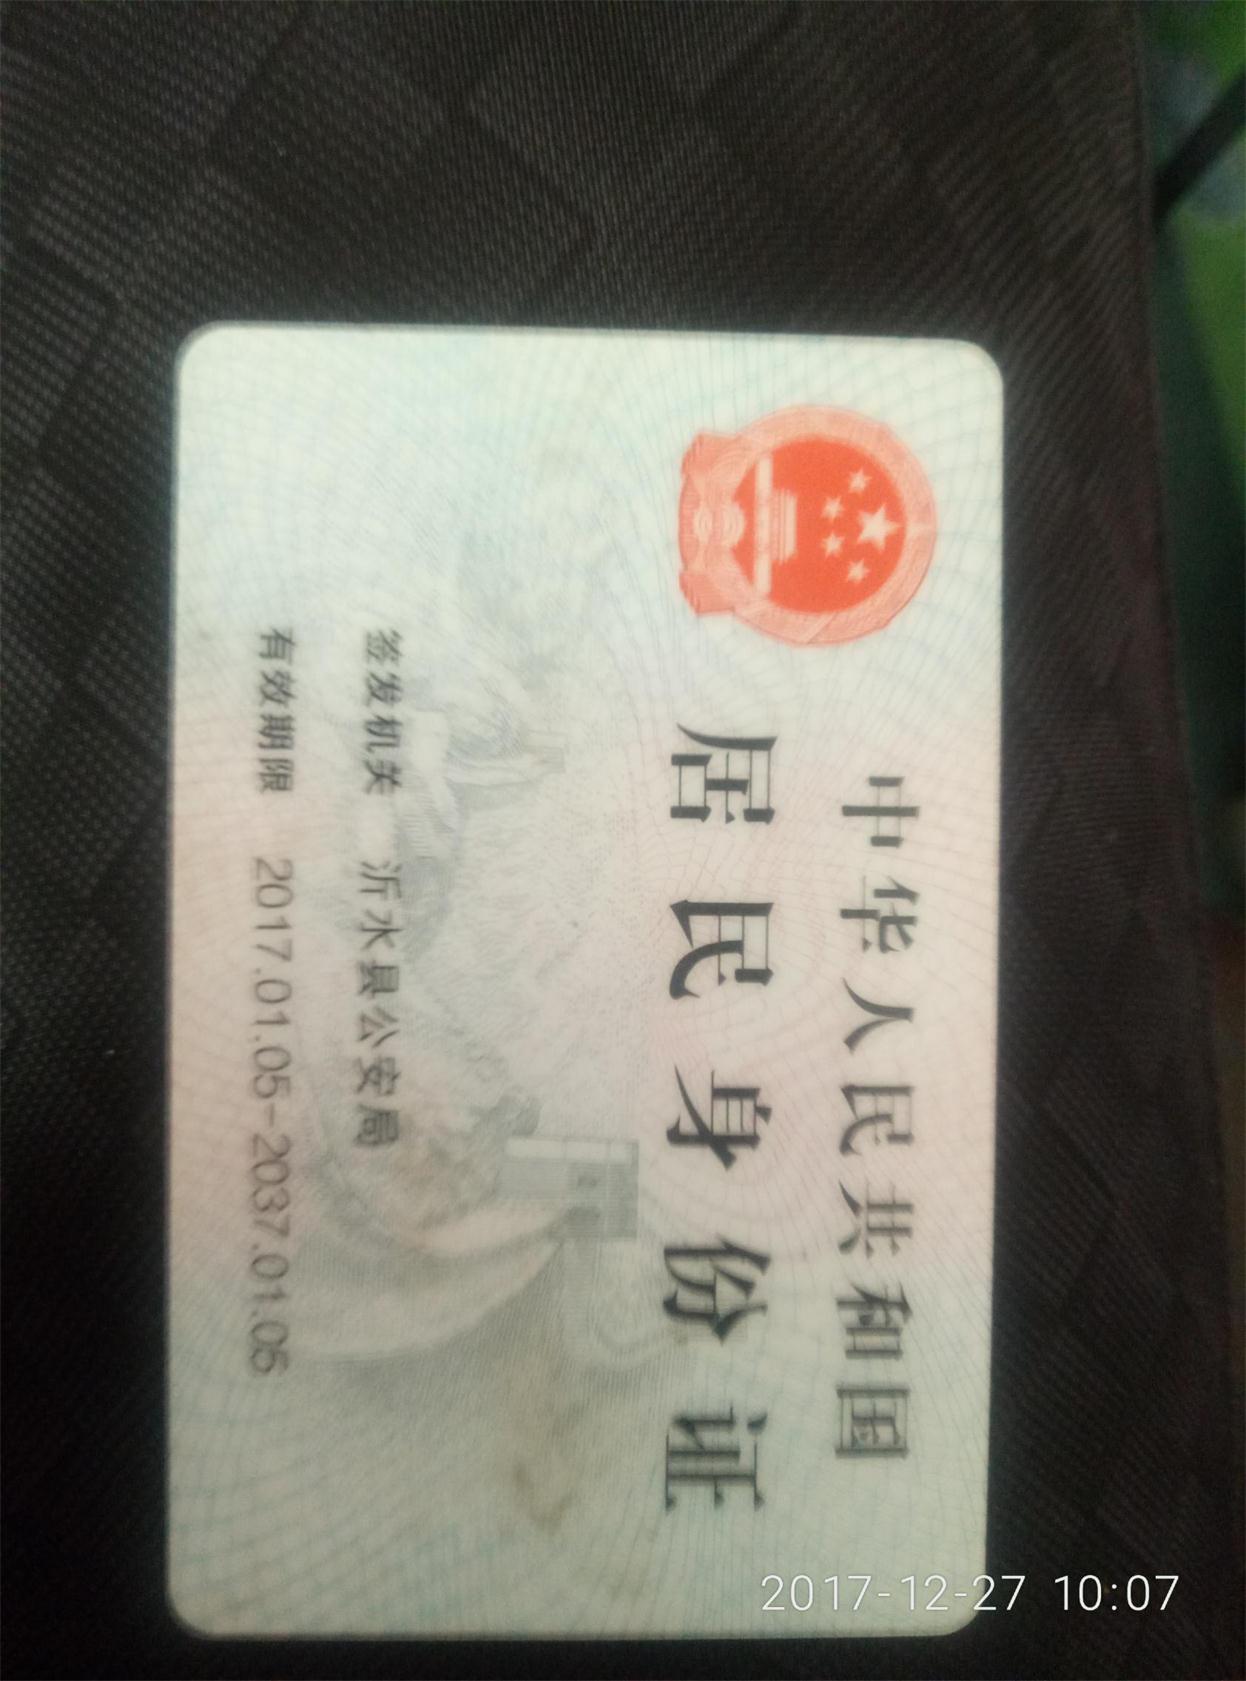 中华人民共和国
居民身份证
签发机关 沂水县公安局
有效期限 2017.01.05-2037.01.05
2017-12-27 10:07